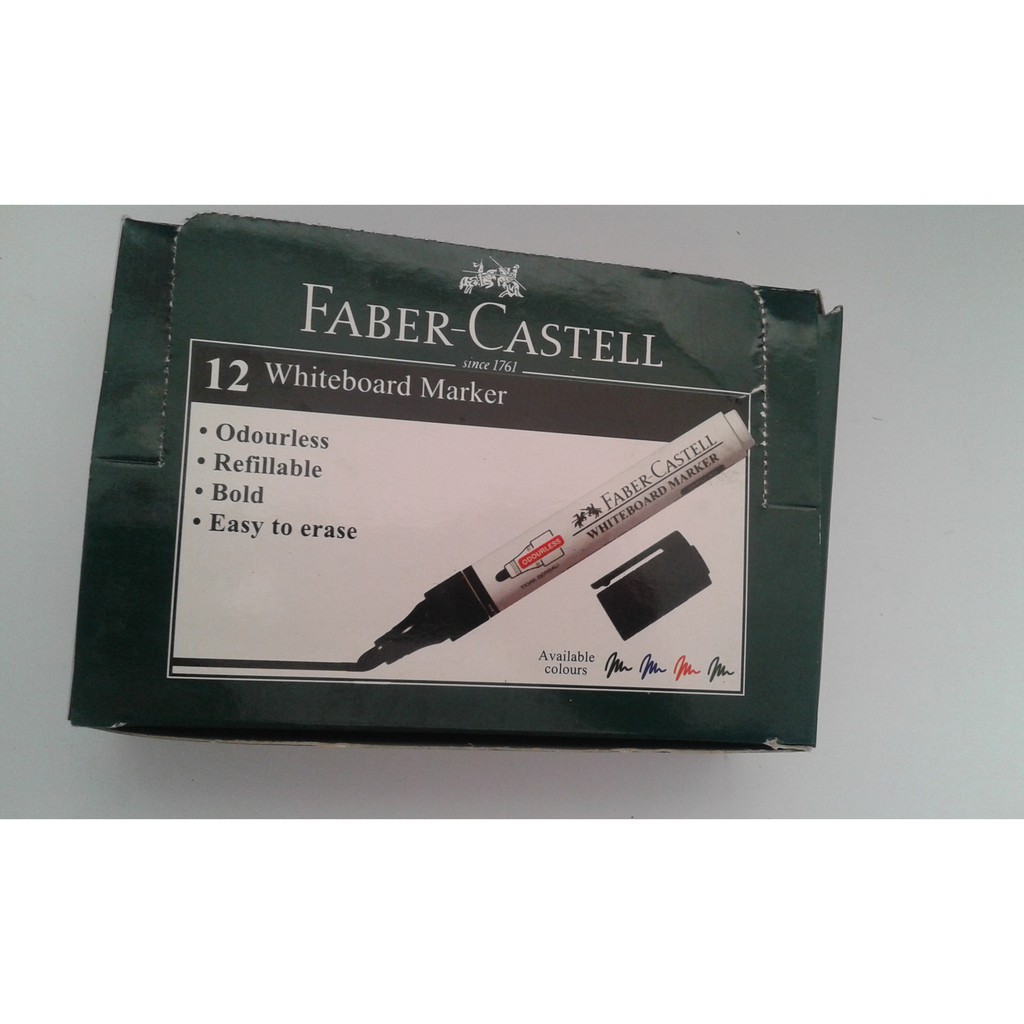 FABER-CASTELL
since 1761
12 Whiteboard Marker
• Odourless
• Refillable
• Bold
• Easy to erase
FABER-CASTELL
WHITEBOARD MARKER
ODOURLESS
Available
colours